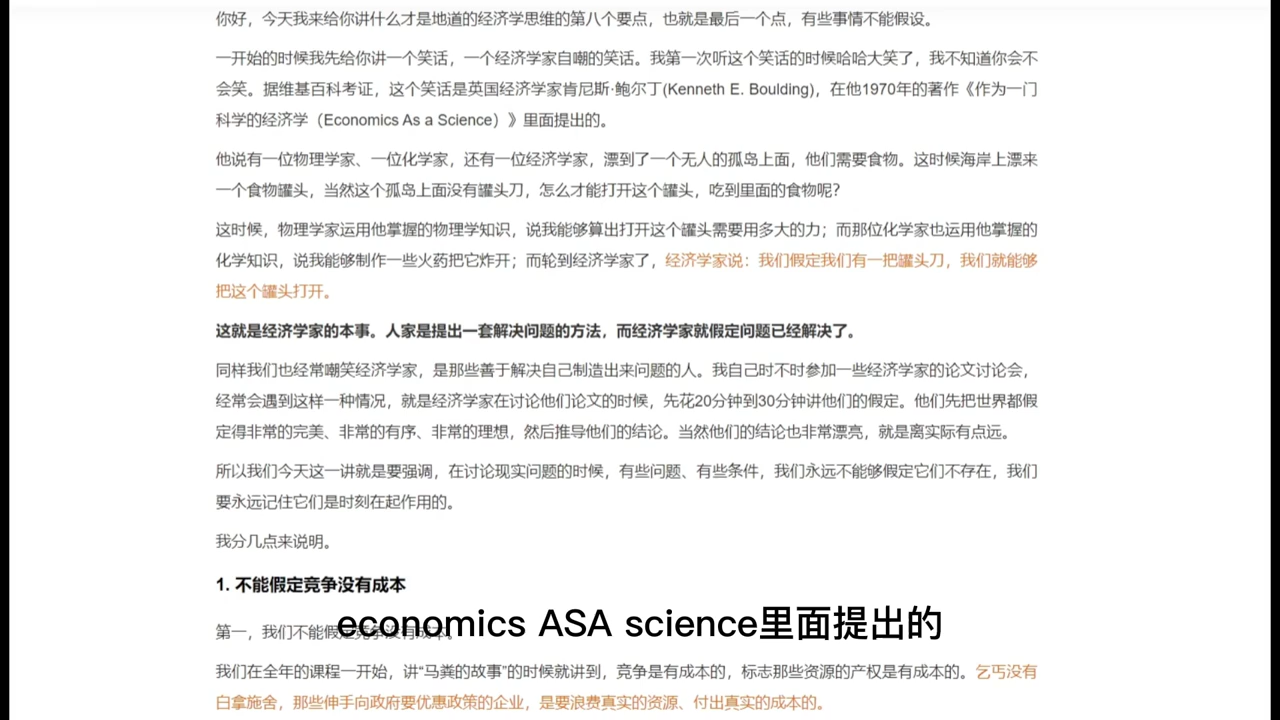 你好，今天我来给你讲什么才是地道的经济学思维的第八个要点，也就是最后一个点，有些事情不能假设。
一开始的时候我先给你讲一个笑话，一个经济学家自嘲的笑话。我第一次听这个笑话的时候哈哈大笑了，我不知道你会不
会笑。据维基百科考证，这个笑话是英国经济学家肯尼斯·鲍尔丁(Kenneth E. Boulding)，在他1970年的著作《作为一门
科学的经济学（Economics As a Science）》里面提出的。
他说有一位物理学家、一位化学家，还有一位经济学家，漂到了一个无人的孤岛上面，他们需要食物。这时候海岸上漂来
一个食物罐头，当然这个孤岛上面没有罐头刀，怎么才能打开这个罐头，吃到里面的食物呢？
这时候，物理学家运用他掌握的物理学知识，说我能够算出打开这个罐头需要用多大的力；而那位化学家也运用他掌握的
化学知识，说我能够制作一些火药把它炸开；而轮到经济学家了，经济学家说：我们假定我们有一把罐头刀，我们就能够
把这个罐头打开。
这就是经济学家的本事。人家是提出一套解决问题的方法，而经济学家就假定问题已经解决了。
同样我们也经常嘲笑经济学家，是那些善于解决自己制造出来问题的人。我自己时不时参加一些经济学家的论文讨论会，
经常会遇到这样一种情况，就是经济学家在讨论他们论文的时候，先花20分钟到30分钟讲他们的假定。他们先把世界都假
定得非常的完美、非常的有序、非常的理想，然后推导他们的结论。当然他们的结论也非常漂亮，就是离实际有点远。
所以我们今天这一讲就是要强调，在讨论现实问题的时候，有些问题、有些条件，我们永远不能够假定它们不存在，我们
要永远记住它们是时刻在起作用的。
我分几点来说明。
1. 不能假定竞争没有成本
economics ASA science里面提出的
第一，我们不能假定竞争没有成本。
我们在全年的课程一开始，讲“马粪的故事”的时候就讲到，竞争是有成本的，标志那些资源的产权是有成本的。乞丐没有
白拿施舍，那些伸手向政府要优惠政策的企业，是要浪费真实的资源、付出真实的成本的。